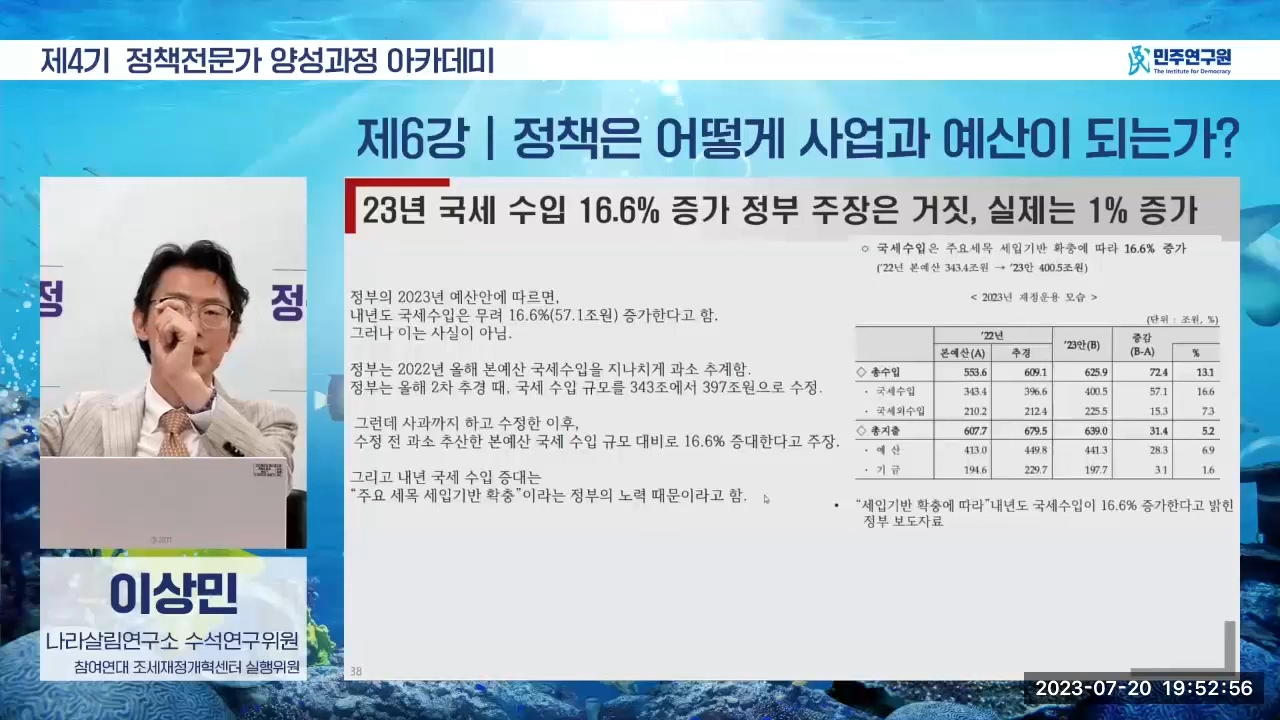 제4기 정책전문가 양성과정 아카데미
민주연구원
The Institute for Democracy
제6강 | 정책은 어떻게 사업과 예산이 되는가?
23년 국세 수입 16.6% 증가 정부 주장은 거짓, 실제는 1% 증가
정부의 2023년 예산안에 따르면,
내년도 국세수입은 무려 16.6%(57.1조원) 증가한다고 함.
그러나 이는 사실이 아님.
정부는 2022년 올해 본예산 국세수입을 지나치게 과소 추계함.
정부는 올해 2차 추경 때, 국세 수입 규모를 343조에서 397조원으로 수정.
그런데 사과까지 하고 수정한 이후,
수정 전 과소 추산한 본예산 국세 수입 규모 대비로 16.6% 증대한다고 주장.
그리고 내년 국세 수입 증대는
“주요 세목 세입기반 확충”이라는 정부의 노력 때문이라고 함.
○ 국세수입은 주요세목 세입기반 확충에 따라 16.6% 증가
('22년 본예산 343.4조원 → '23안 400.5조원)
< 2023년 재정운용 모습 >
(단위 : 조원, %)
'22년 '23안(B) 증감 (B-A) %
본예산(A) 추경
◇ 총수입 553.6 609.1 625.9 72.4 13.1
· 국세수입 343.4 396.6 400.5 57.1 16.6
· 국세외수입 210.2 212.4 225.5 15.3 7.3
◇ 총지출 607.7 679.5 639.0 31.4 5.2
· 예 산 413.0 449.8 441.3 28.3 6.9
· 기 금 194.6 229.7 197.7 3.1 1.6
• “세입기반 확충에 따라”내년도 국세수입이 16.6% 증가한다고 밝힌
정부 보도자료
38
정
정
이상민
나라살림연구소 수석연구위원
참여연대 조세재정개혁센터 실행위원
2023-07-20 19:52:56